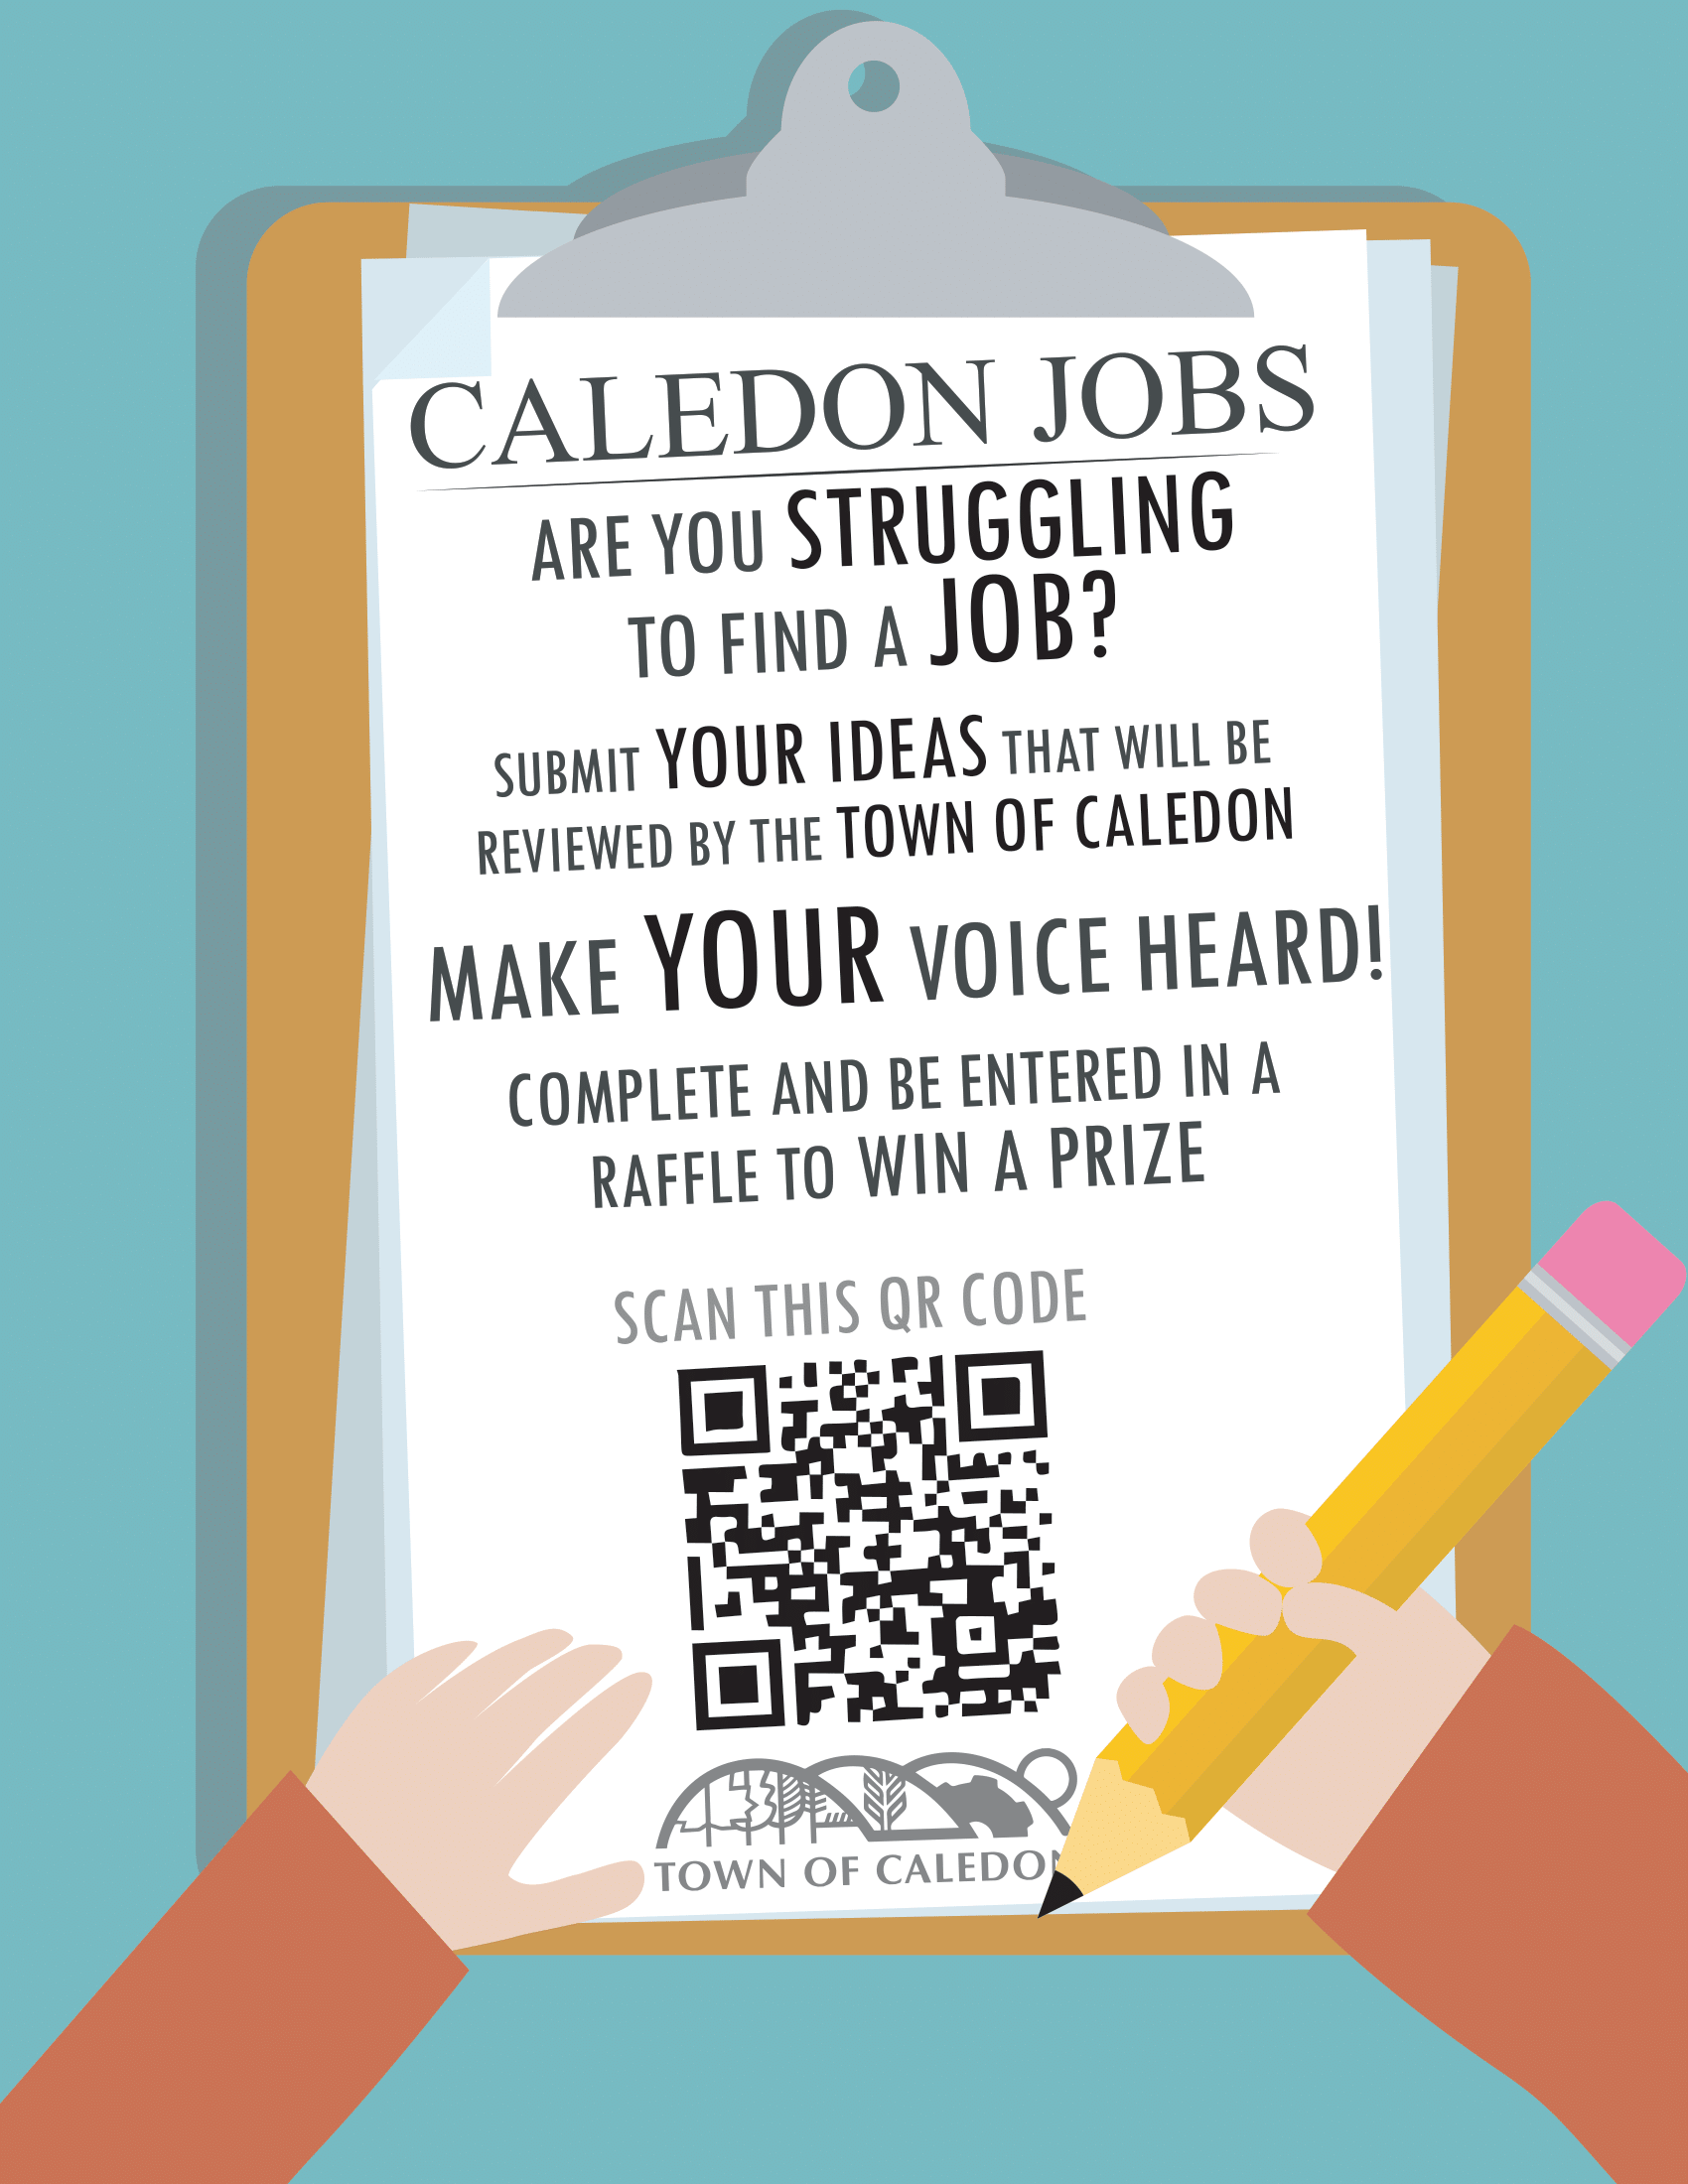 CALEDON JOBS
ARE YOU STRUGGLING
TO FIND A JOB?
SUBMIT YOUR IDEAS THAT WILL BE
REVIEWED BY THE TOWN OF CALEDON
MAKE YOUR VOICE HEARD!
COMPLETE AND BE ENTERED IN A
RAFFLE TO WIN A PRIZE
SCAN THIS QR CODE
TOWN OF CALEDON